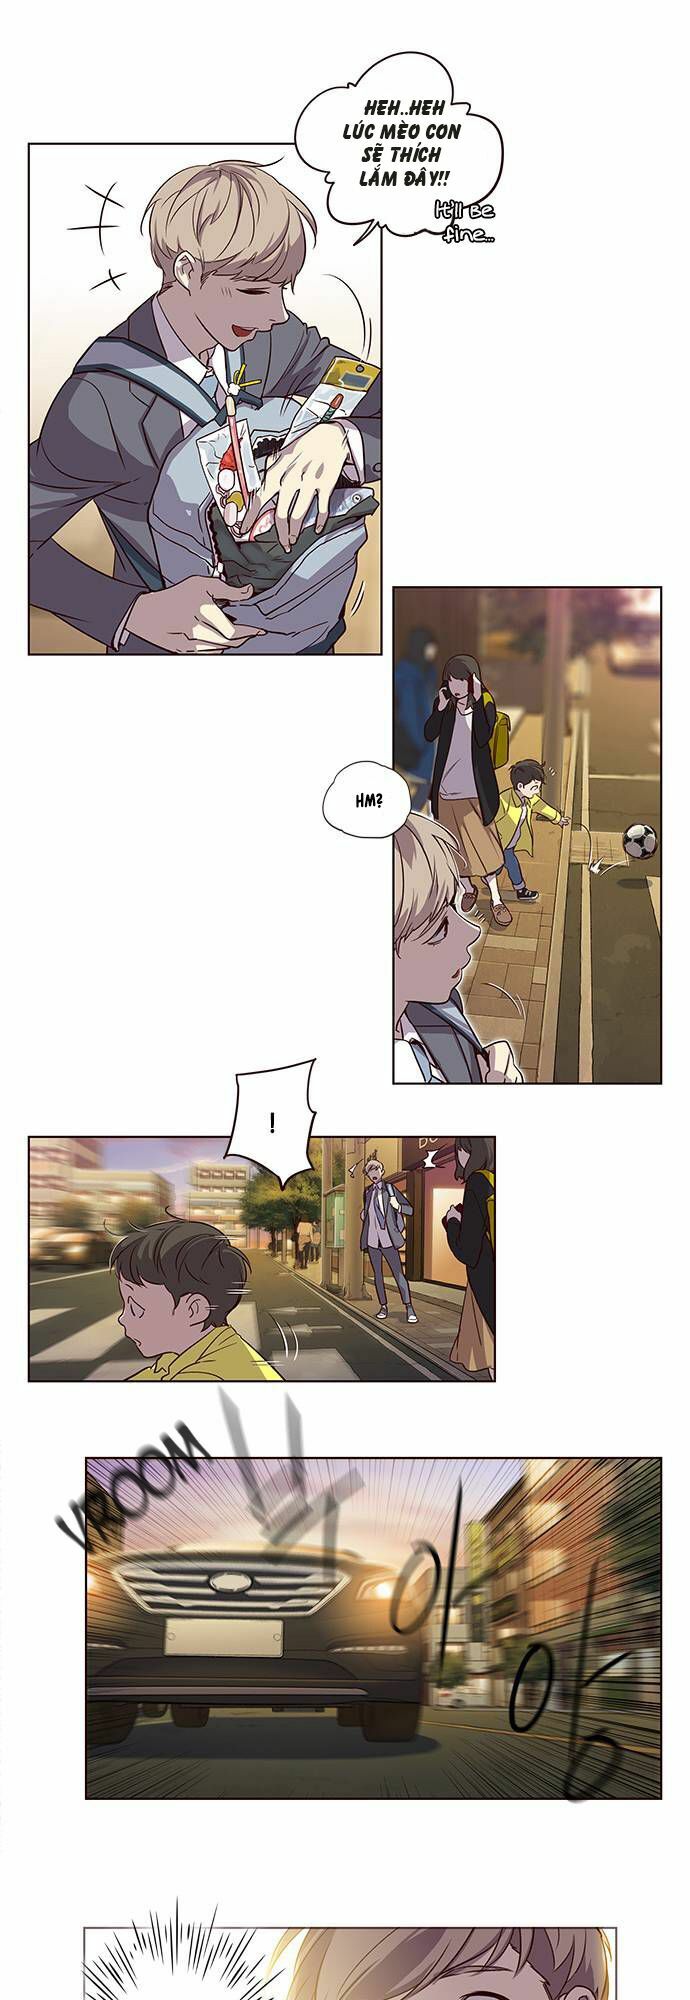 HEH..HEH
LÚC MÈO CON
SẼ THÍCH
LẮM ĐÂY!!
It'll Be
fine...
HM?
!
VROOM